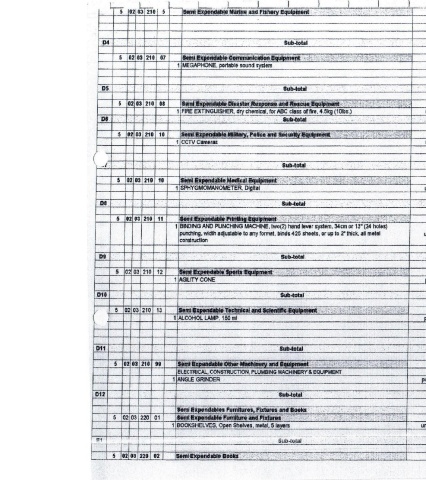 5 02 03 210 5 Semi Expendable Marine and Fishery Equipment
D4 Sub-total
5 02 03 210 07 Semi Expendable Communication Equipment
1 MEGAPHONE, portable sound system
D5 Sub-total
5 02 03 210 08 Semi Expendable Disaster Response and Rescue Equipment
1 FIRE EXTINGUISHER, dry chemical, for ABC class of fire, 4.5kg (10lbs.)
D6 Sub-total
5 02 03 210 10 Semi Expendable Military, Police and Security Equipment
1 CCTV Cameras
Sub-total
5 02 03 210 10 Semi Expendable Medical Equipment
1 SPHYGMOMANOMETER, Digital
D8 Sub-total
5 02 03 210 11 Semi Expendable Printing Equipment
1 BINDING AND PUNCHING MACHINE, two(2) hand lever system, 34cm or 13" (24 holes)
punching, width adjustable to any format, binds 425 sheets, or up to 2" thick, all metal
construction
D9 Sub-total
5 02 03 210 12 Semi Expendable Sports Equipment
1 AGILITY CONE
D10 Sub-total
5 02 03 210 13 Semi Expendable Technical and Scientific Equipment
1 ALCOHOL LAMP, 150 ml
D11 Sub-total
5 02 03 210 99 Semi Expendable Other Machinery and Equipment
ELECTRICAL, CONSTRUCTION, PLUMBING MACHINERY & EQUIPMENT
1 ANGLE GRINDER
D12 Sub-total
Semi Expendables Furnitures, Fixtures and Books
5 02 03 220 01 Semi Expendable Furniture and Fixtures
1 BOOKSHELVES, Open Shelves, metal, 5 layers
Sub-total
5 02 03 220 02 Semi Expendable Books